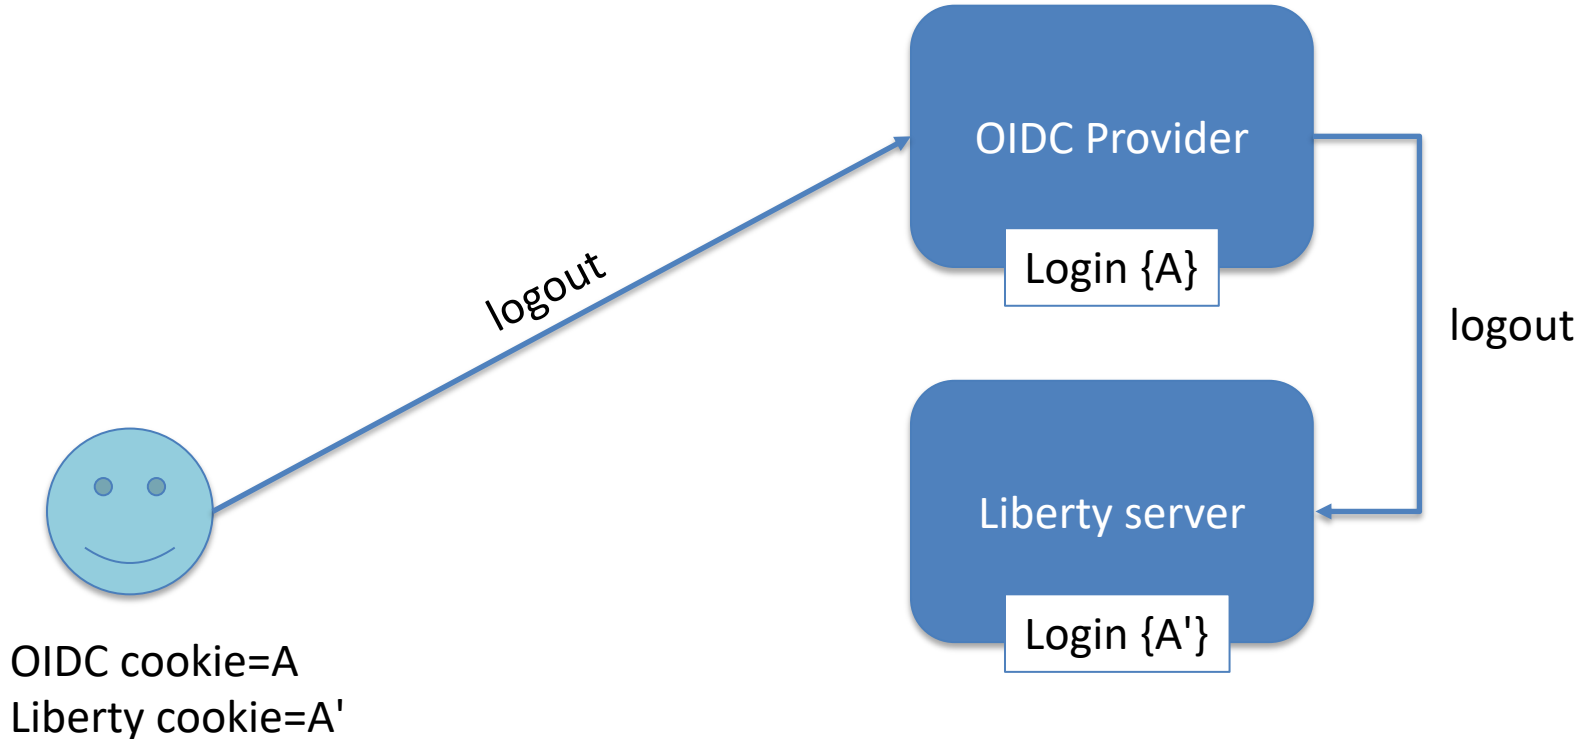 OIDC Provider
Login {A}
logout
logout
Liberty server
Login {A'}
OIDC cookie=A
Liberty cookie=A'